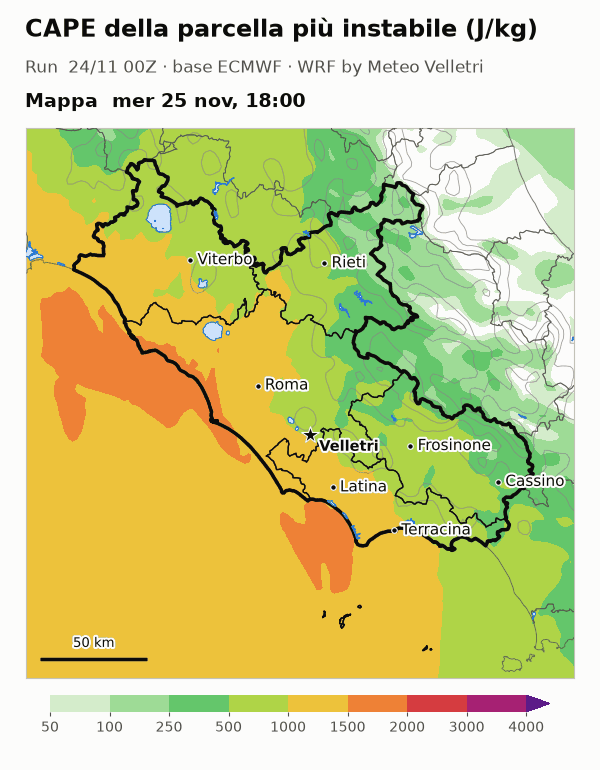 CAPE della parcella più instabile (J/kg)
Run  24/11 00Z · base ECMWF · WRF by Meteo Velletri
Mappa  mer 25 nov, 18:00
Viterbo
Rieti
Roma
Velletri
Frosinone
Latina
Cassino
Terracina
50 km
50 100 250 500 1000 1500 2000 3000 4000